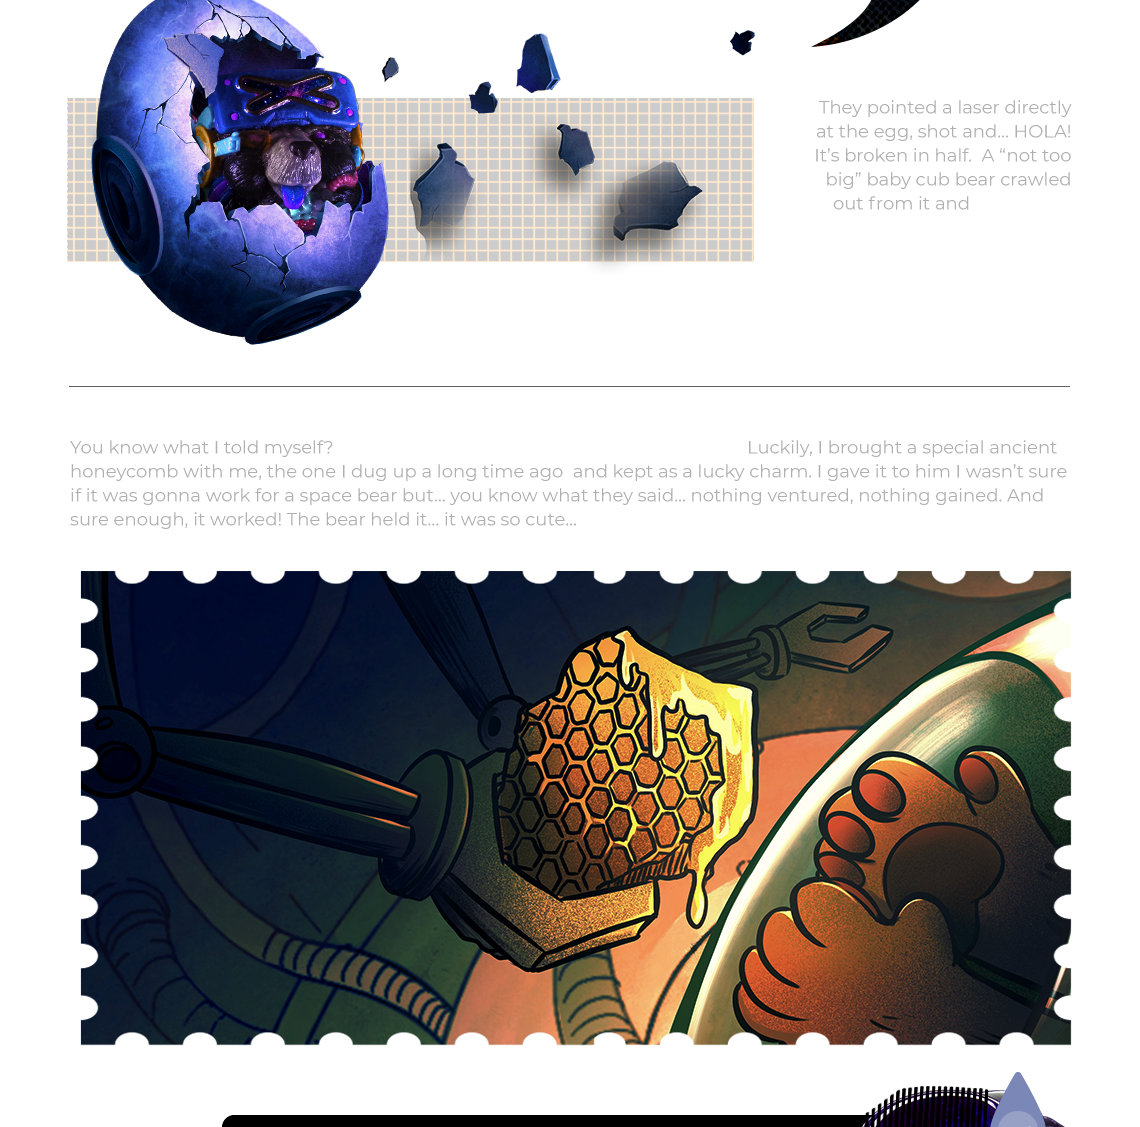 They pointed a laser directly
at the egg, shot and... HOLA!
It’s broken in half.  A “not too
big” baby cub bear crawled
out from it and
You know what I told myself? Luckily, I brought a special ancient
honeycomb with me, the one I dug up a long time ago  and kept as a lucky charm. I gave it to him I wasn’t sure
if it was gonna work for a space bear but... you know what they said... nothing ventured, nothing gained. And
sure enough, it worked! The bear held it... it was so cute...